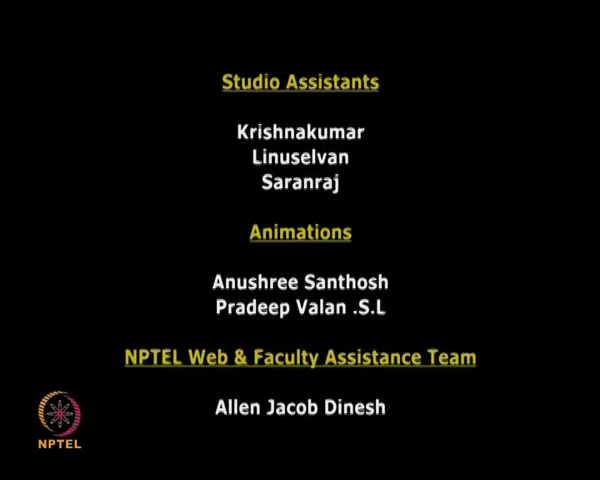 Studio Assistants
Krishnakumar
Linuselvan
Saranraj
Animations
Anushree Santhosh
Pradeep Valan .S.L
NPTEL Web & Faculty Assistance Team
Allen Jacob Dinesh
NPTEL